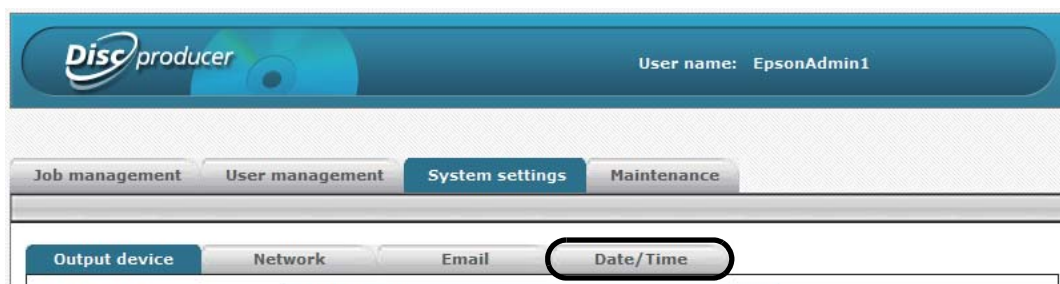 Disc producer
User name: EpsonAdmin1
Job management User management System settings Maintenance
Output device Network Email Date/Time